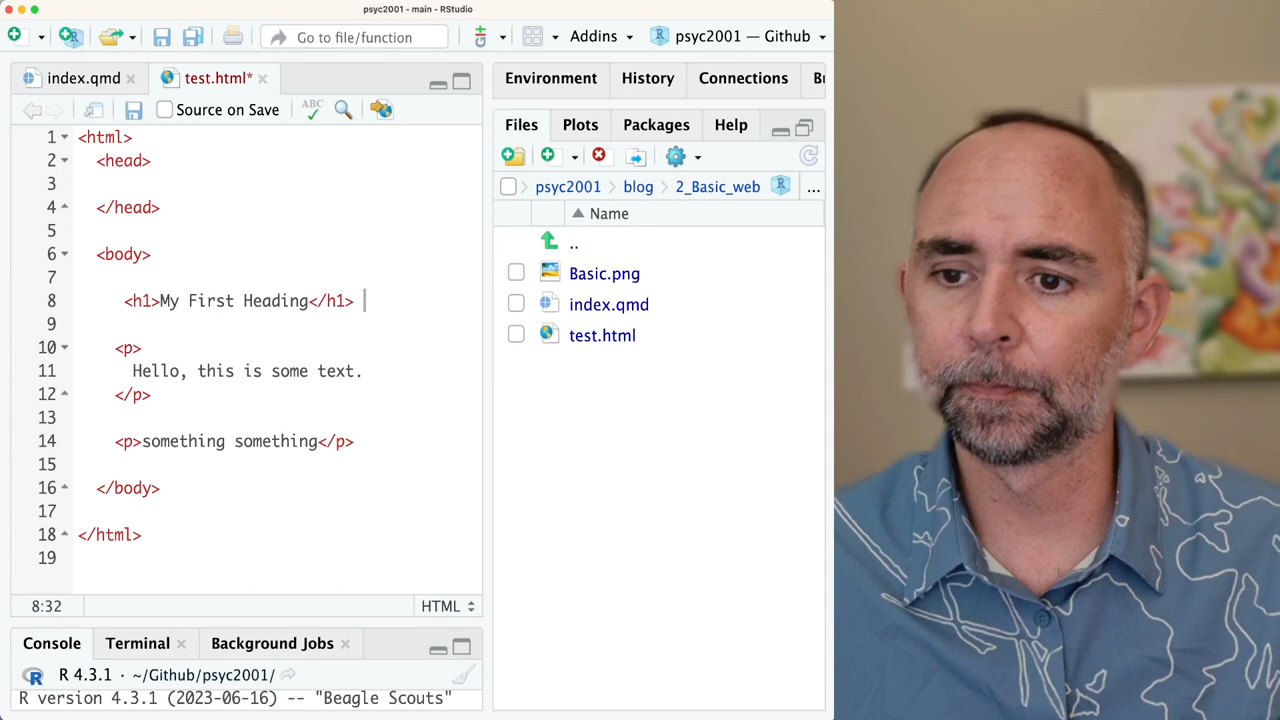 psyc2001 - main - RStudio
Go to file/function
Addins
psyc2001 — Github
index.qmd
test.html*
Source on Save
ABC
1 <html>
2 <head>
3
4 </head>
5
6 <body>
7
8 <h1>My First Heading</h1>
9
10 <p>
11 Hello, this is some text.
12 </p>
13
14 <p>something something</p>
15
16 </body>
17
18 </html>
19
8:32
HTML
Console
Terminal
Background Jobs
R 4.3.1 · ~/Github/psyc2001/
R version 4.3.1 (2023-06-16) -- "Beagle Scouts"
Environment
History
Connections
Files
Plots
Packages
Help
psyc2001
blog
2_Basic_web
...
Name
..
Basic.png
index.qmd
test.html